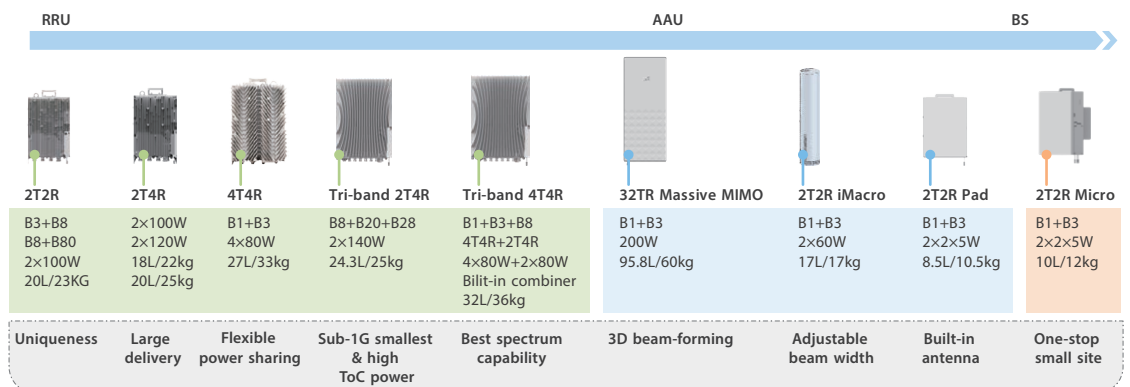 RRU
AAU
BS
2T2R
2T4R
4T4R
Tri-band 2T4R
Tri-band 4T4R
32TR Massive MIMO
2T2R iMacro
2T2R Pad
2T2R Micro
B3+B8
B8+B80
2×100W
20L/23KG
2×100W
2×120W
18L/22kg
20L/25kg
B1+B3
4×80W
27L/33kg
B8+B20+B28
2×140W
24.3L/25kg
B1+B3+B8
4T4R+2T4R
4×80W+2×80W
Bilit-in combiner
32L/36kg
B1+B3
200W
95.8L/60kg
B1+B3
2×60W
17L/17kg
B1+B3
2×2×5W
8.5L/10.5kg
B1+B3
2×2×5W
10L/12kg
Uniqueness
Large
delivery
Flexible
power sharing
Sub-1G smallest
& high
ToC power
Best spectrum
capability
3D beam-forming
Adjustable
beam width
Built-in
antenna
One-stop
small site